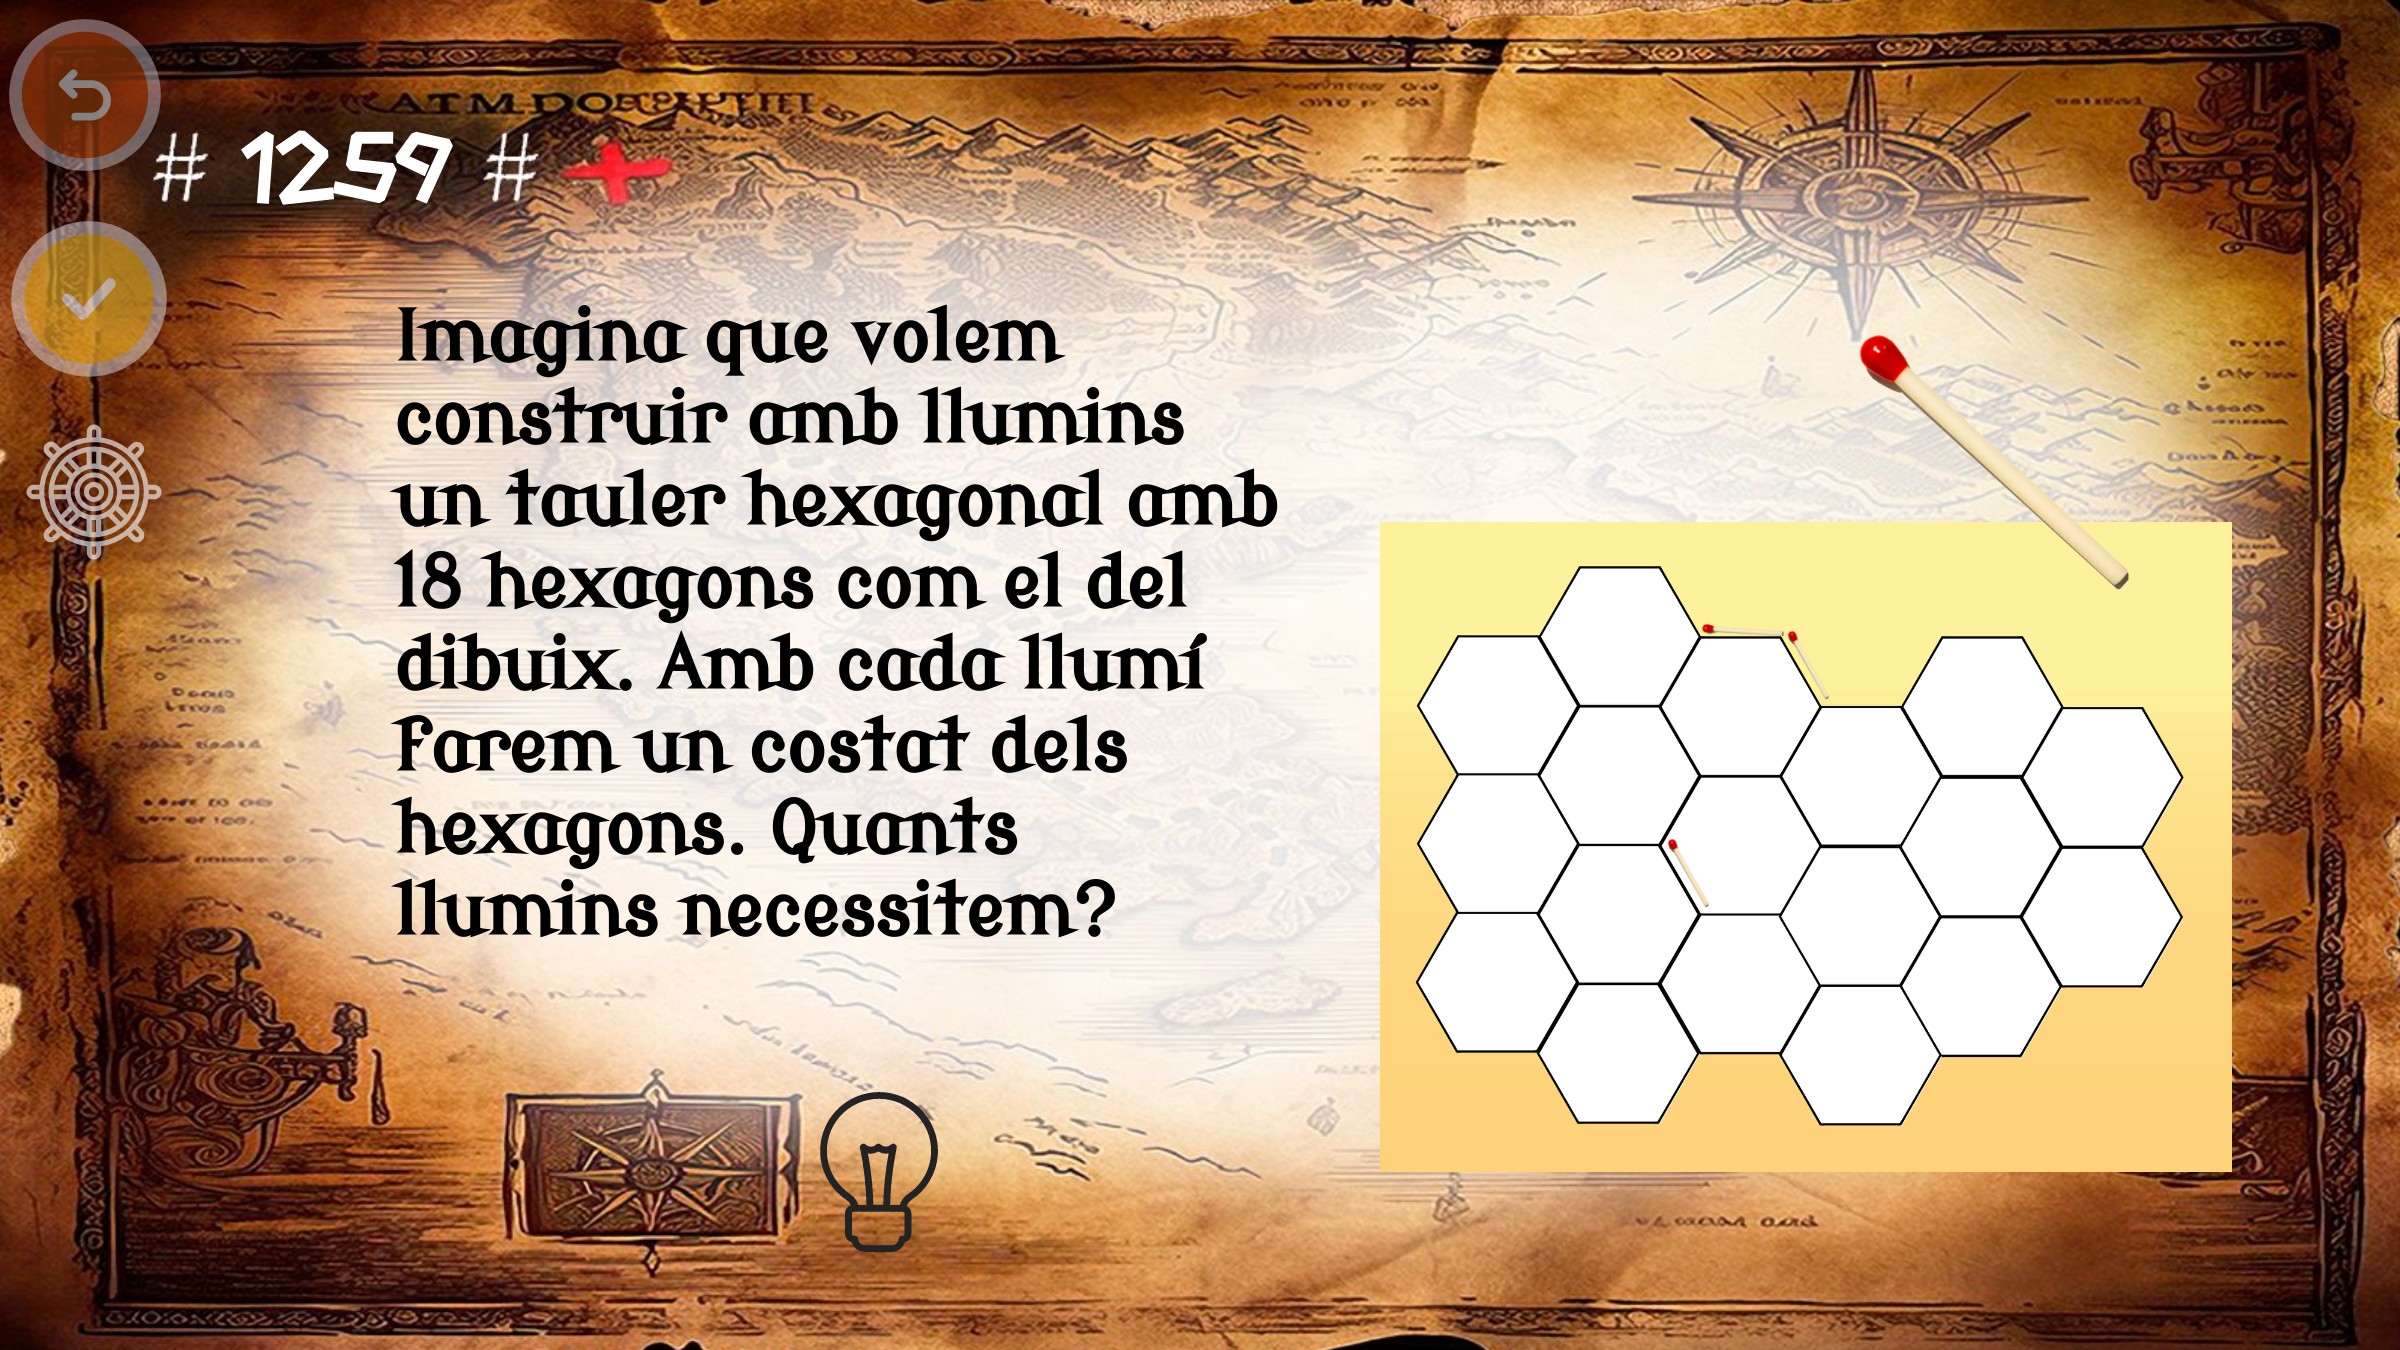 # 1259 #
Imagina que volem
construir amb llumins
un tauler hexagonal amb
18 hexagons com el del
dibuix. Amb cada llumí
farem un costat dels
hexagons. Quants
llumins necessitem?